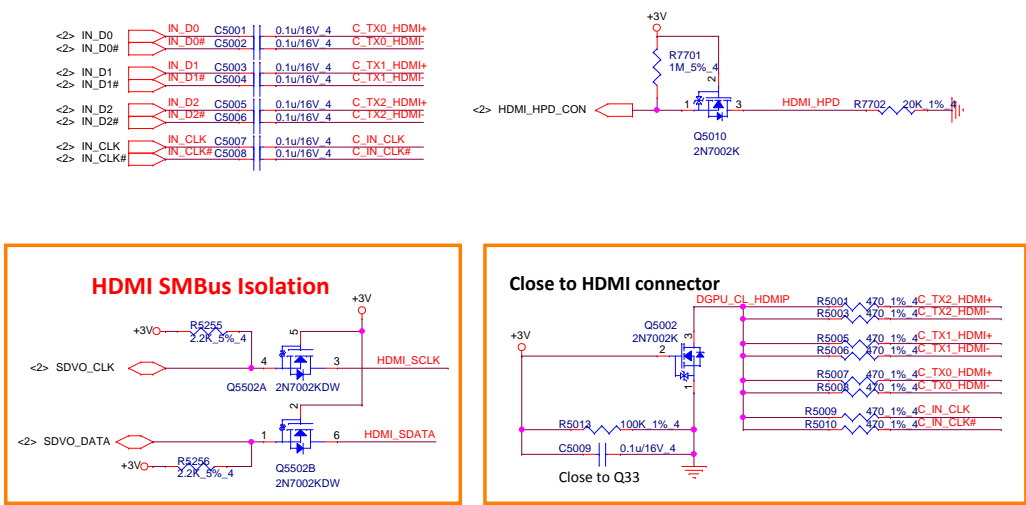 <2> IN_D0 IN_D0 C5001 0.1u/16V_4 C_TX0_HDMI+
<2> IN_D0# IN_D0# C5002 0.1u/16V_4 C_TX0_HDMI-
<2> IN_D1 IN_D1 C5003 0.1u/16V_4 C_TX1_HDMI+
<2> IN_D1# IN_D1# C5004 0.1u/16V_4 C_TX1_HDMI-
<2> IN_D2 IN_D2 C5005 0.1u/16V_4 C_TX2_HDMI+
<2> IN_D2# IN_D2# C5006 0.1u/16V_4 C_TX2_HDMI-
<2> IN_CLK IN_CLK C5007 0.1u/16V_4 C_IN_CLK
<2> IN_CLK# IN_CLK# C5008 0.1u/16V_4 C_IN_CLK#
+3V
R7701
1M_5%_4
2
<2> HDMI_HPD_CON 1 3 HDMI_HPD R7702 20K_1%_4
Q5010
2N7002K
HDMI SMBus Isolation
+3V
+3V R5255
2.2K_5%_4
5
<2> SDVO_CLK 4 3 HDMI_SCLK
Q5502A 2N7002KDW
2
<2> SDVO_DATA 1 6 HDMI_SDATA
+3V R5256
2.2K_5%_4
Q5502B
2N7002KDW
Close to HDMI connector
DGPU_CL_HDMIP
R5001 470_1%_4 C_TX2_HDMI+
R5003 470_1%_4 C_TX2_HDMI-
R5005 470_1%_4 C_TX1_HDMI+
R5006 470_1%_4 C_TX1_HDMI-
R5007 470_1%_4 C_TX0_HDMI+
R5008 470_1%_4 C_TX0_HDMI-
R5009 470_1%_4 C_IN_CLK
R5010 470_1%_4 C_IN_CLK#
+3V
Q5002
2N7002K
3
2
1
R5013 100K_1%_4
C5009 0.1u/16V_4
Close to Q33